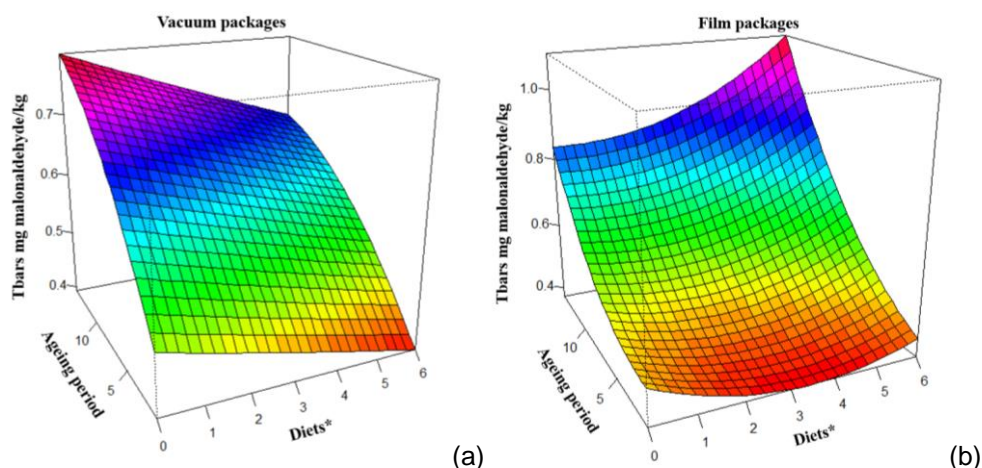 Vacuum packages
Tbars mg malonaldehyde/kg
0.7
0.6
0.5
0.4
Ageing period
10
5
0
1
2
3
4
5
6
Diets*
(a)
Film packages
Tbars mg malonaldehyde/kg
1.0
0.8
0.6
0.4
Ageing period
10
5
0
1
2
3
4
5
6
Diets*
(b)